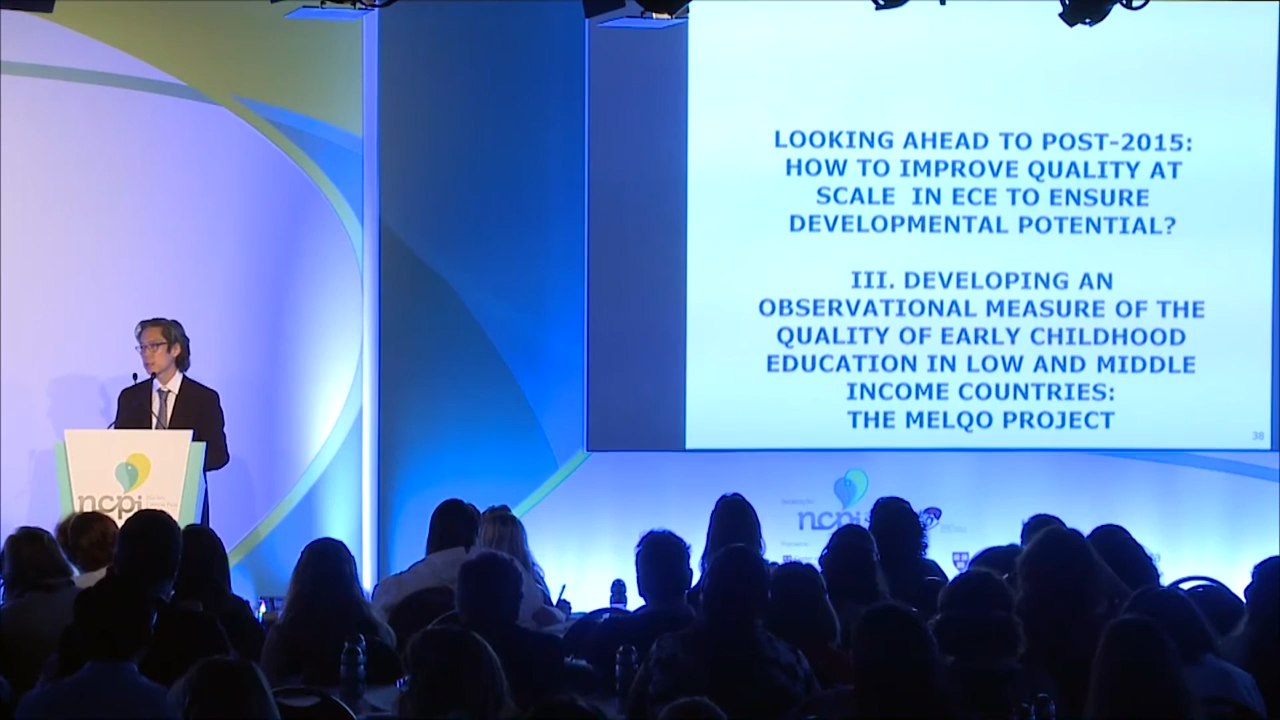 LOOKING AHEAD TO POST-2015:
HOW TO IMPROVE QUALITY AT
SCALE IN ECE TO ENSURE
DEVELOPMENTAL POTENTIAL?
III. DEVELOPING AN
OBSERVATIONAL MEASURE OF THE
QUALITY OF EARLY CHILDHOOD
EDUCATION IN LOW AND MIDDLE
INCOME COUNTRIES:
THE MELQO PROJECT
38
ncpi
ncpi